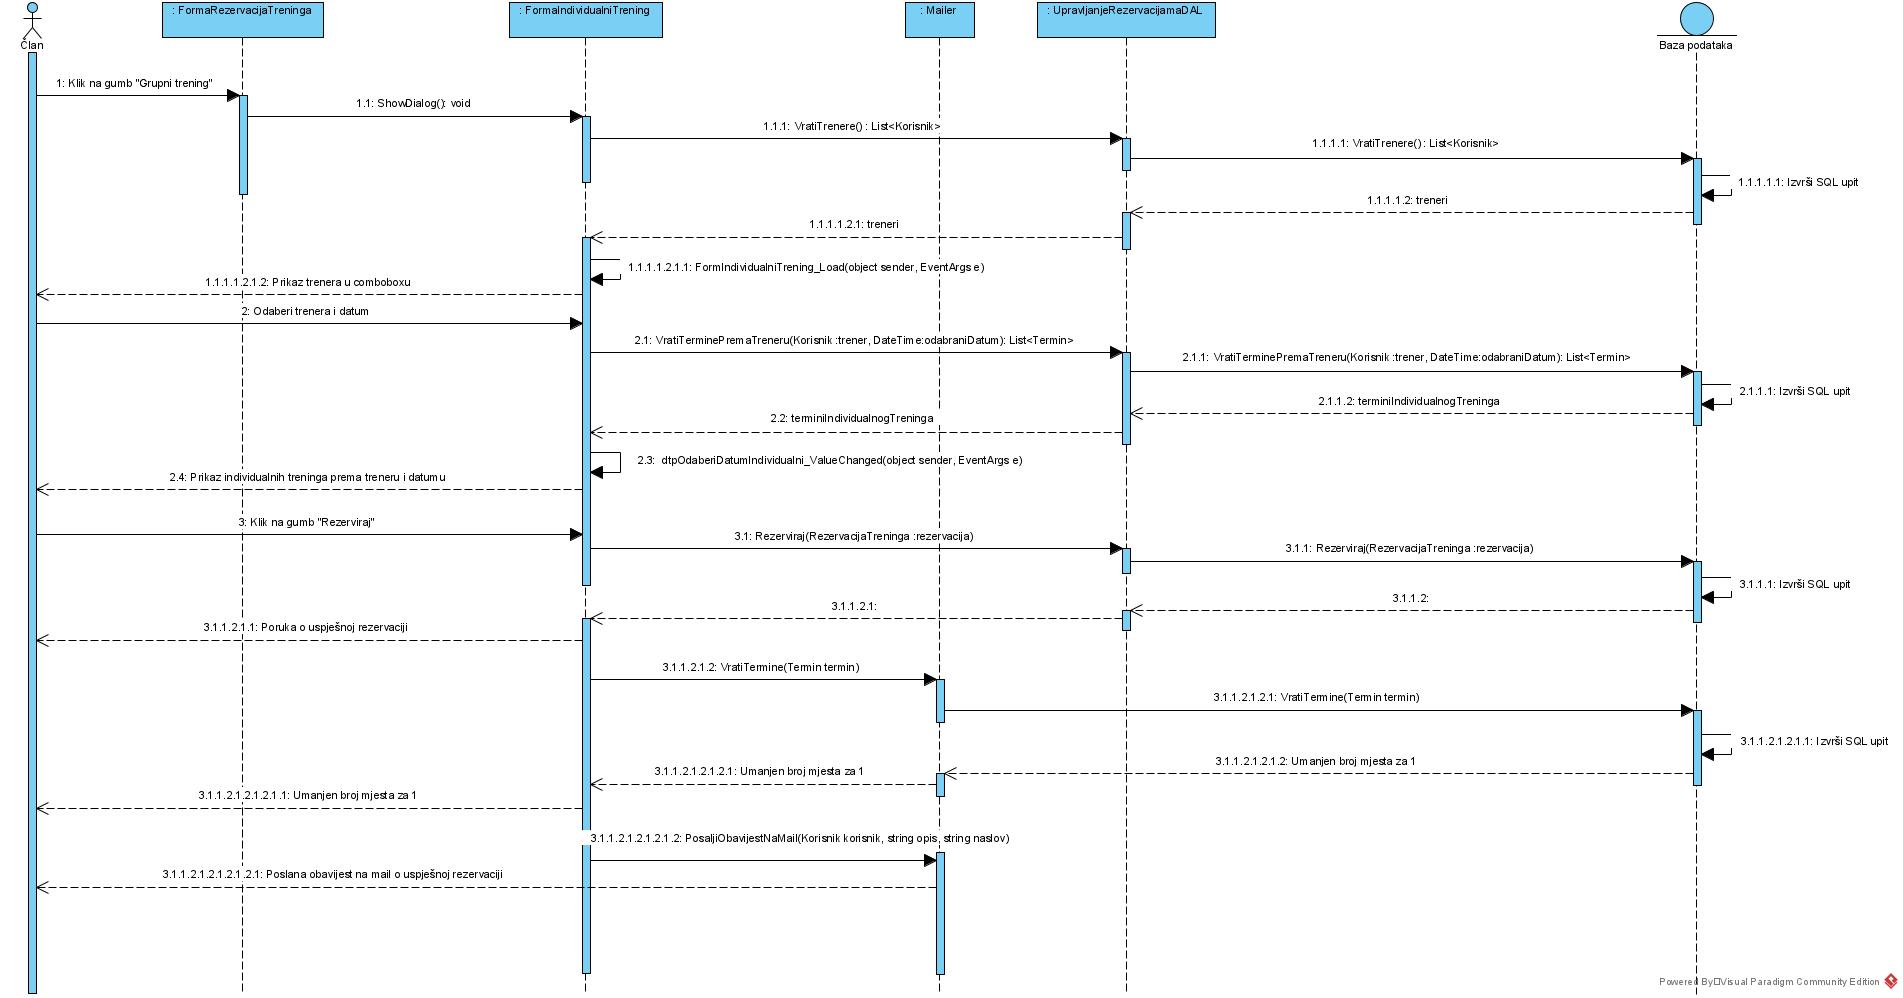 : FormaRezervacijaTreninga
: FormaIndividualniTrening
: Mailer
: UpravljanjeRezervacijamaDAL
Član
Baza podataka
1: Klik na gumb "Grupni trening"
1.1: ShowDialog(): void
1.1.1: VratiTrenere() : List<Korisnik>
1.1.1.1: VratiTrenere() : List<Korisnik>
1.1.1.1.1: Izvrši SQL upit
1.1.1.1.2: treneri
1.1.1.1.2.1: treneri
1.1.1.1.2.1.1: FormIndividualniTrening_Load(object sender, EventArgs e)
1.1.1.1.2.1.2: Prikaz trenera u comboboxu
2: Odaberi trenera i datum
2.1: VratiTerminePremaTreneru(Korisnik :trener, DateTime:odabraniDatum): List<Termin>
2.1.1: VratiTerminePremaTreneru(Korisnik :trener, DateTime:odabraniDatum): List<Termin>
2.1.1.1: Izvrši SQL upit
2.1.1.2: terminiIndividualnogTreninga
2.2: terminiIndividualnogTreninga
2.3: dtpOdaberiDatumIndividualni_ValueChanged(object sender, EventArgs e)
2.4: Prikaz individualnih treninga prema treneru i datumu
3: Klik na gumb "Rezerviraj"
3.1: Rezerviraj(RezervacijaTreninga :rezervacija)
3.1.1: Rezerviraj(RezervacijaTreninga :rezervacija)
3.1.1.1: Izvrši SQL upit
3.1.1.2:
3.1.1.2.1:
3.1.1.2.1.1: Poruka o uspješnoj rezervaciji
3.1.1.2.1.2: VratiTermine(Termin termin)
3.1.1.2.1.2.1: VratiTermine(Termin termin)
3.1.1.2.1.2.1.1: Izvrši SQL upit
3.1.1.2.1.2.1.2: Umanjen broj mjesta za 1
3.1.1.2.1.2.1.2.1: Umanjen broj mjesta za 1
3.1.1.2.1.2.1.2.1.1: Umanjen broj mjesta za 1
3.1.1.2.1.2.1.2.1.2: PosaljiObavijestNaMail(Korisnik korisnik, string opis, string naslov)
3.1.1.2.1.2.1.2.1.2.1: Poslana obavijest na mail o uspješnoj rezervaciji
Powered By Visual Paradigm Community Edition